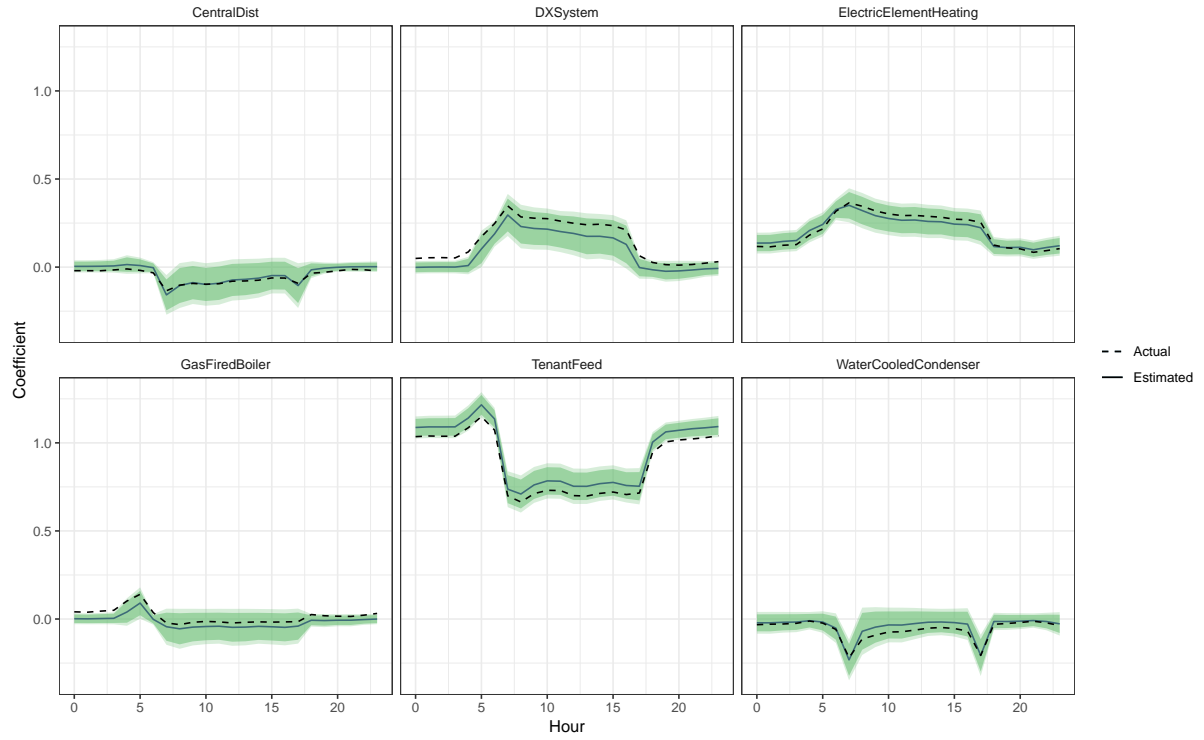 CentralDist DXSystem ElectricElementHeating
1.0
0.5
0.0
GasFiredBoiler TenantFeed WaterCooledCondenser
1.0
0.5
0.0
0 5 10 15 20 0 5 10 15 20 0 5 10 15 20
Hour
Coefficient
Actual
Estimated